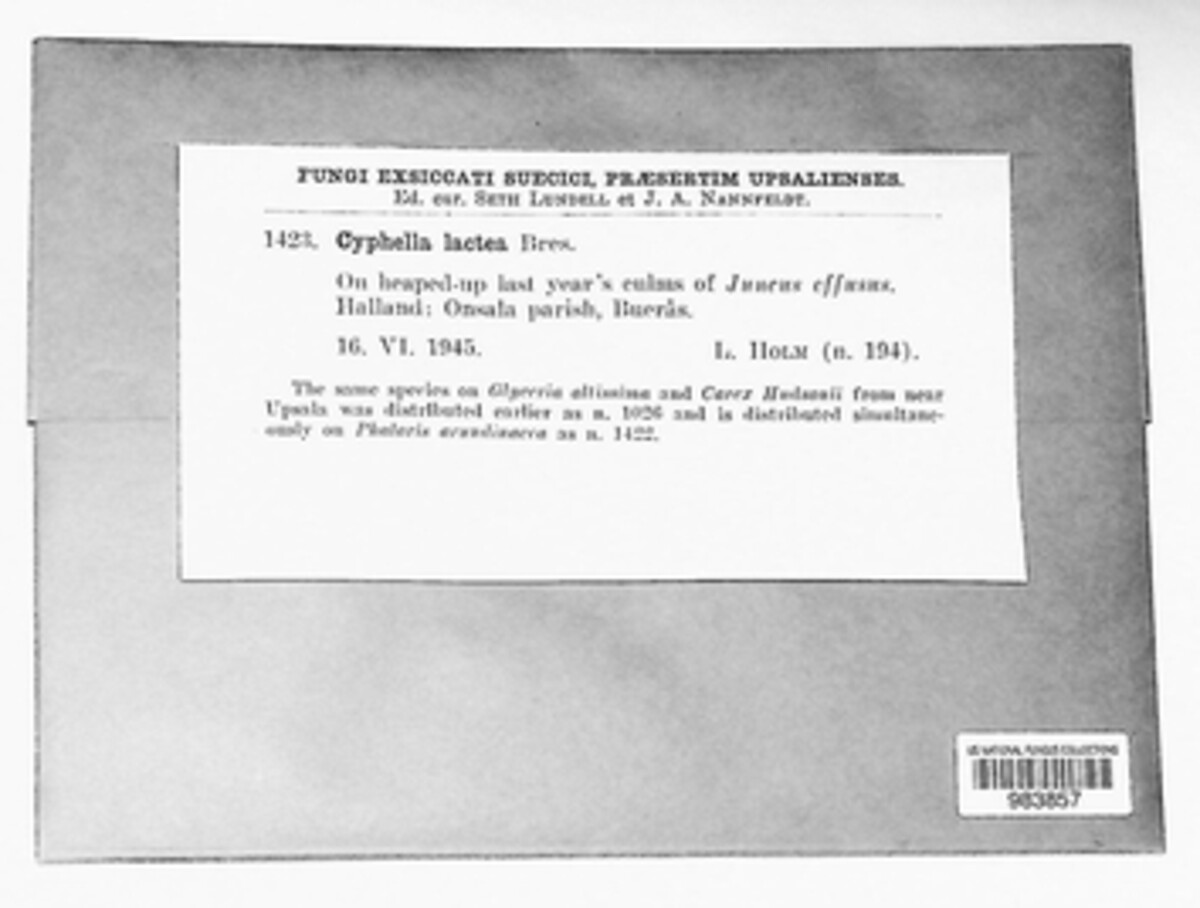 FUNGI EXSICCATI SUECICI, PRÆSERTIM UPSALIENSES.
Ed. cur. SETH LUNDELL et J. A. NANNFELDT.
1423. Cyphella lactea Bres.
On heaped-up last year's culms of Juncus effusus.
Halland: Onsala parish, Buerås.
16. VI. 1945. L. HOLM (n. 194).
The same species on Glyceria altissima and Carex Hudsonii from near
Upsala was distributed earlier as n. 1026 and is distributed simultane-
ously on Phalaris arundinacea as n. 1422.
US NATIONAL FUNGUS COLLECTIONS
983857